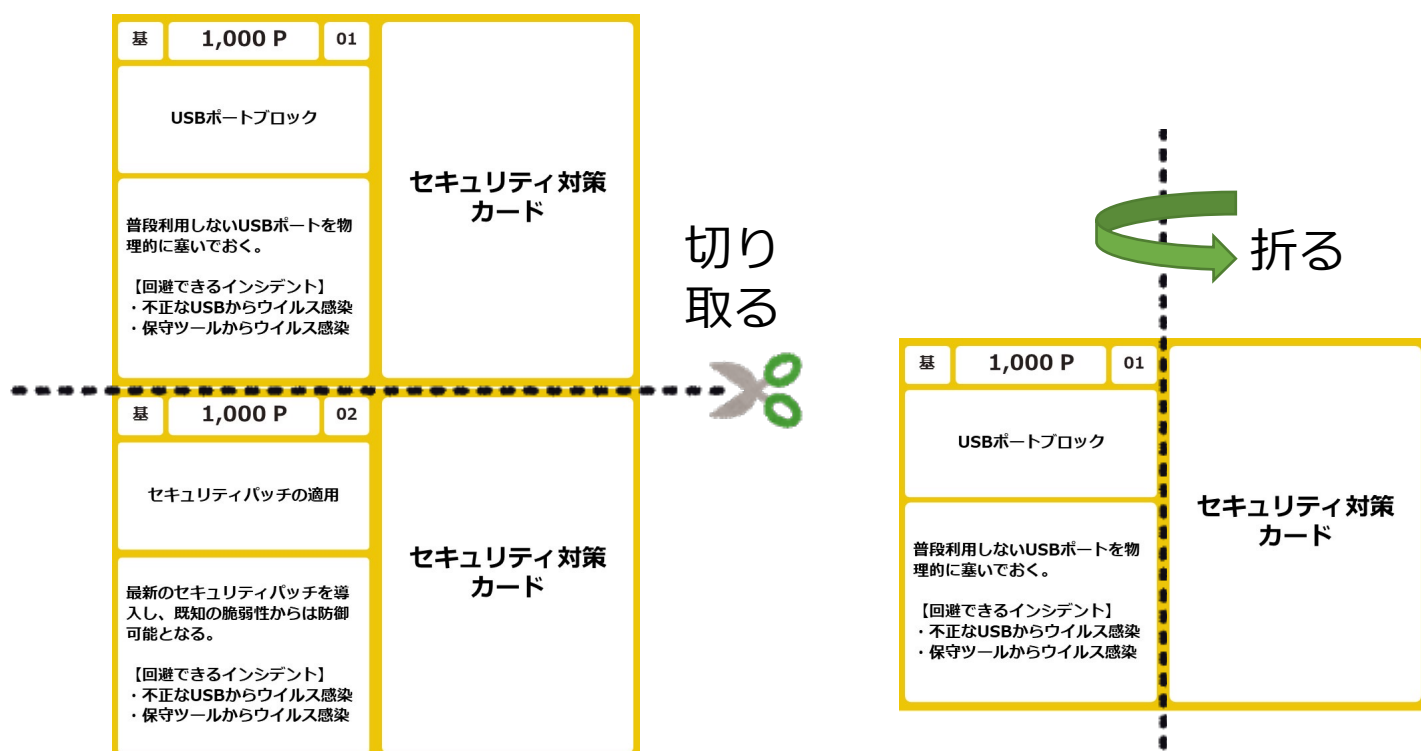 基
1,000 P
01
USBポートブロック
普段利用しないUSBポートを物
理的に塞いでおく。
【回避できるインシデント】
・不正なUSBからウイルス感染
・保守ツールからウイルス感染
セキュリティ対策
カード
基
1,000 P
02
セキュリティパッチの適用
最新のセキュリティパッチを導
入し、既知の脆弱性からは防御
可能となる。
【回避できるインシデント】
・不正なUSBからウイルス感染
・保守ツールからウイルス感染
セキュリティ対策
カード
切り
取る
折る
基
1,000 P
01
USBポートブロック
普段利用しないUSBポートを物
理的に塞いでおく。
【回避できるインシデント】
・不正なUSBからウイルス感染
・保守ツールからウイルス感染
セキュリティ対策
カード